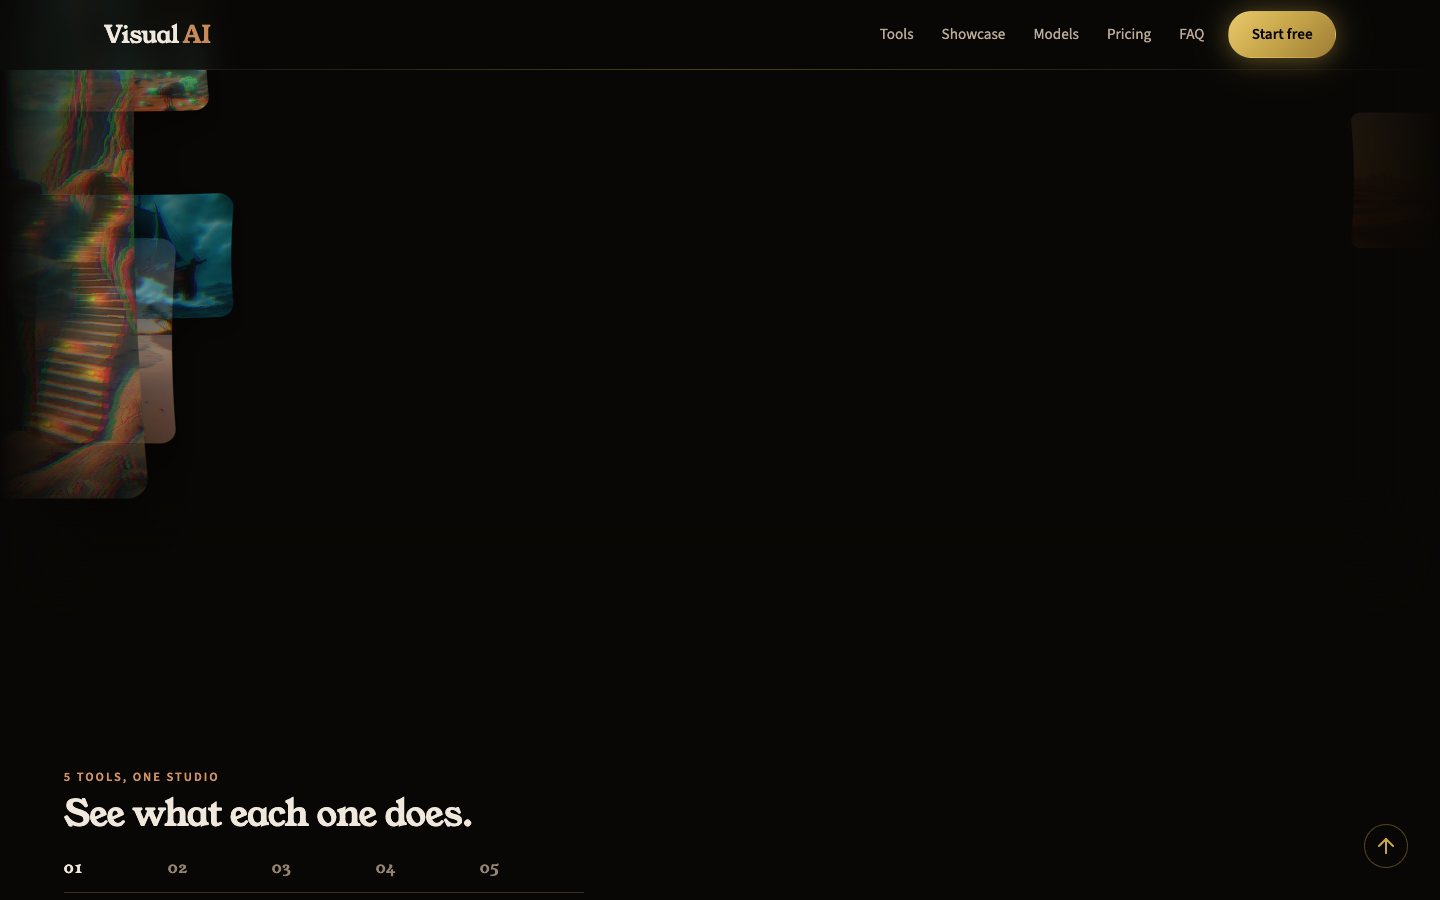 Visual AI
Tools
Showcase
Models
Pricing
FAQ
Start free
5 TOOLS, ONE STUDIO
See what each one does.
01
02
03
04
05